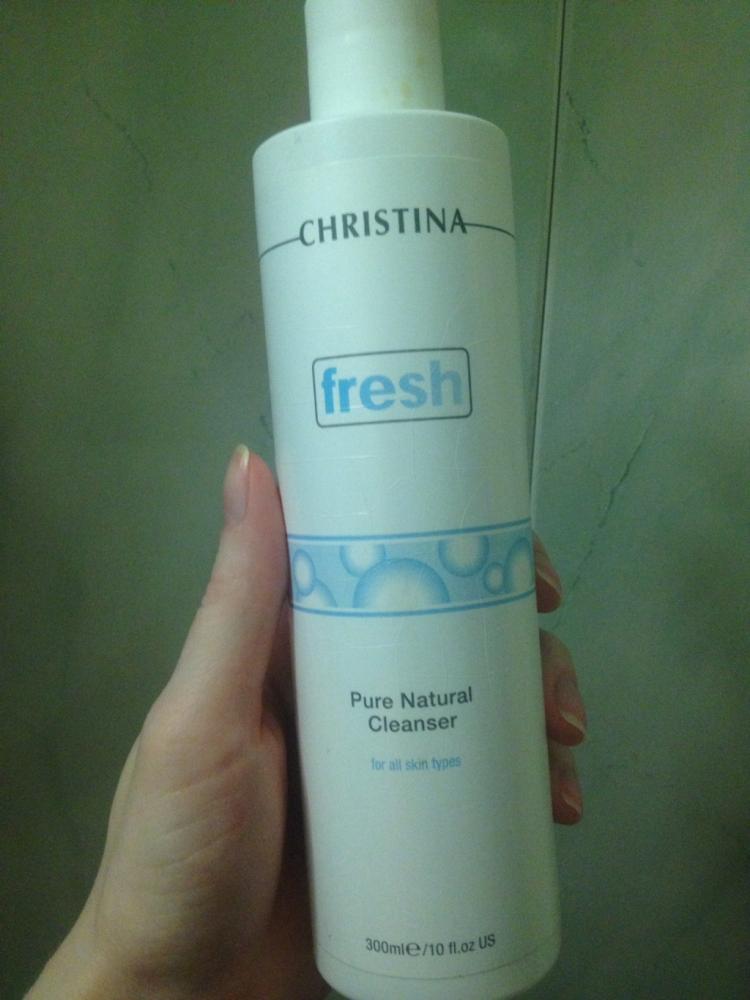 CHRISTINA
fresh
Pure Natural
Cleanser
for all skin types
300ml℮/10 fl.oz US